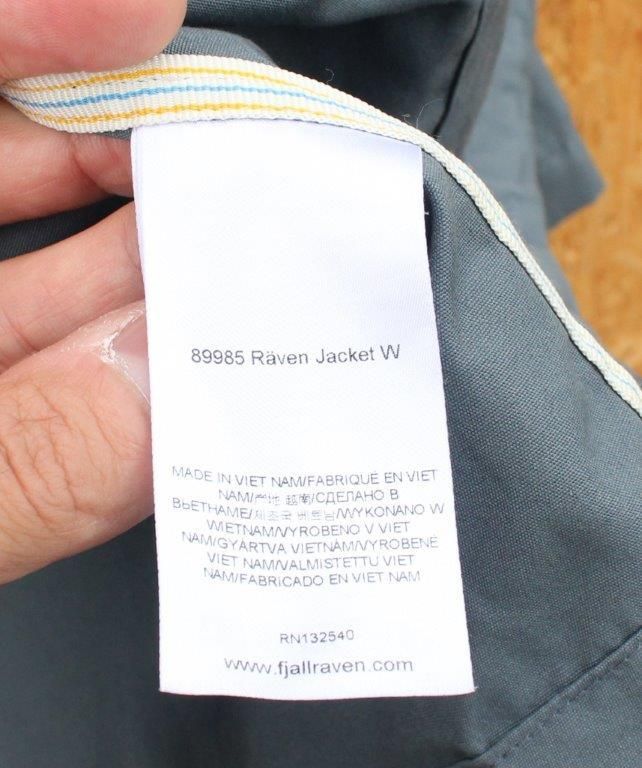 89985 Räven Jacket W
MADE IN VIET NAM/FABRIQUÉ EN VIET
NAM/产地 越南/СДЕЛАНО В
ВЬЕТНАМЕ/제조국 베트남/WYKONANO W
WIETNAM/VYROBENO V VIET
NAM/GYÁRTVA VIETNÁM/VYROBENÉ
VIET NAM/VALMISTETTU VIET
NAM/FABRICADO EN VIET NAM
RN132540
www.fjallraven.com